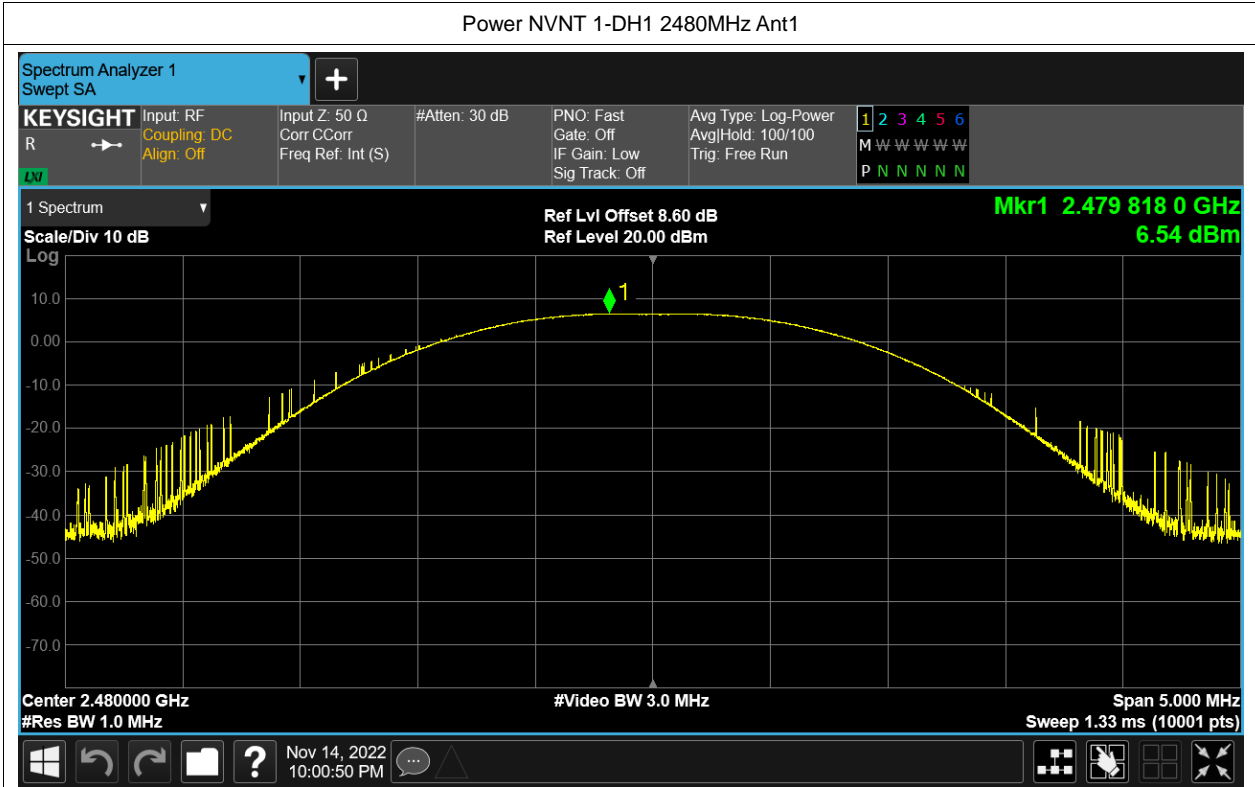 Power NVNT 1-DH1 2480MHz Ant1
Spectrum Analyzer 1
Swept SA
KEYSIGHT
R
LXI
Input: RF
Coupling: DC
Align: Off
Input Z: 50 Ω
Corr CCorr
Freq Ref: Int (S)
#Atten: 30 dB
PNO: Fast
Gate: Off
IF Gain: Low
Sig Track: Off
Avg Type: Log-Power
Avg|Hold: 100/100
Trig: Free Run
1 2 3 4 5 6
M W W W W W
P N N N N N
1 Spectrum
Scale/Div 10 dB
Log
Ref Lvl Offset 8.60 dB
Ref Level 20.00 dBm
Mkr1 2.479 818 0 GHz
6.54 dBm
1
10.0
0.00
-10.0
-20.0
-30.0
-40.0
-50.0
-60.0
-70.0
Center 2.480000 GHz
#Res BW 1.0 MHz
#Video BW 3.0 MHz
Span 5.000 MHz
Sweep 1.33 ms (10001 pts)
?
Nov 14, 2022
10:00:50 PM